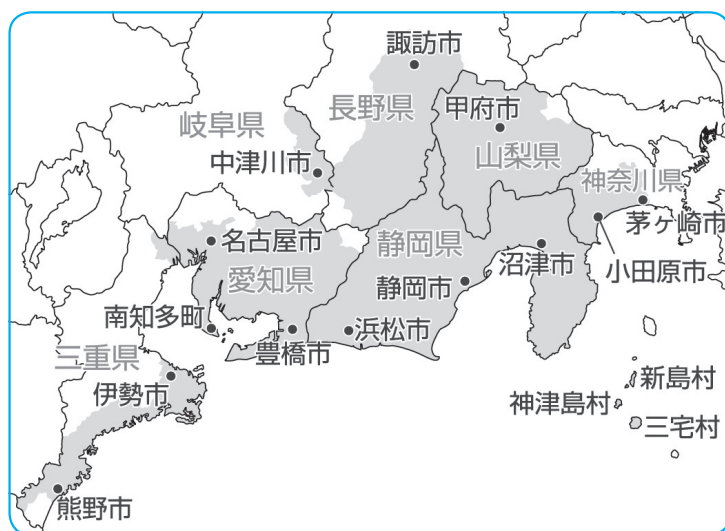 諏訪市
長野県
甲府市
岐阜県
山梨県
中津川市
神奈川県
茅ヶ崎市
名古屋市
静岡県
沼津市
小田原市
愛知県
静岡市
南知多町
浜松市
豊橋市
三重県
伊勢市
新島村
神津島村
三宅村
熊野市